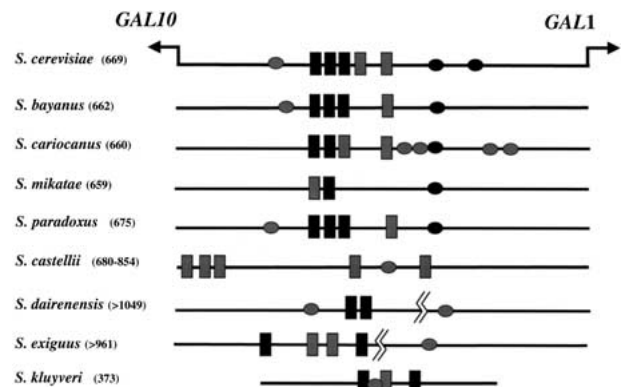 GAL10
GAL1
S. cerevisiae (669)
S. bayanus (662)
S. cariocanus (660)
S. mikatae (659)
S. paradoxus (675)
S. castellii (680-854)
S. dairenensis (>1049)
S. exiguus (>961)
S. kluyveri (373)